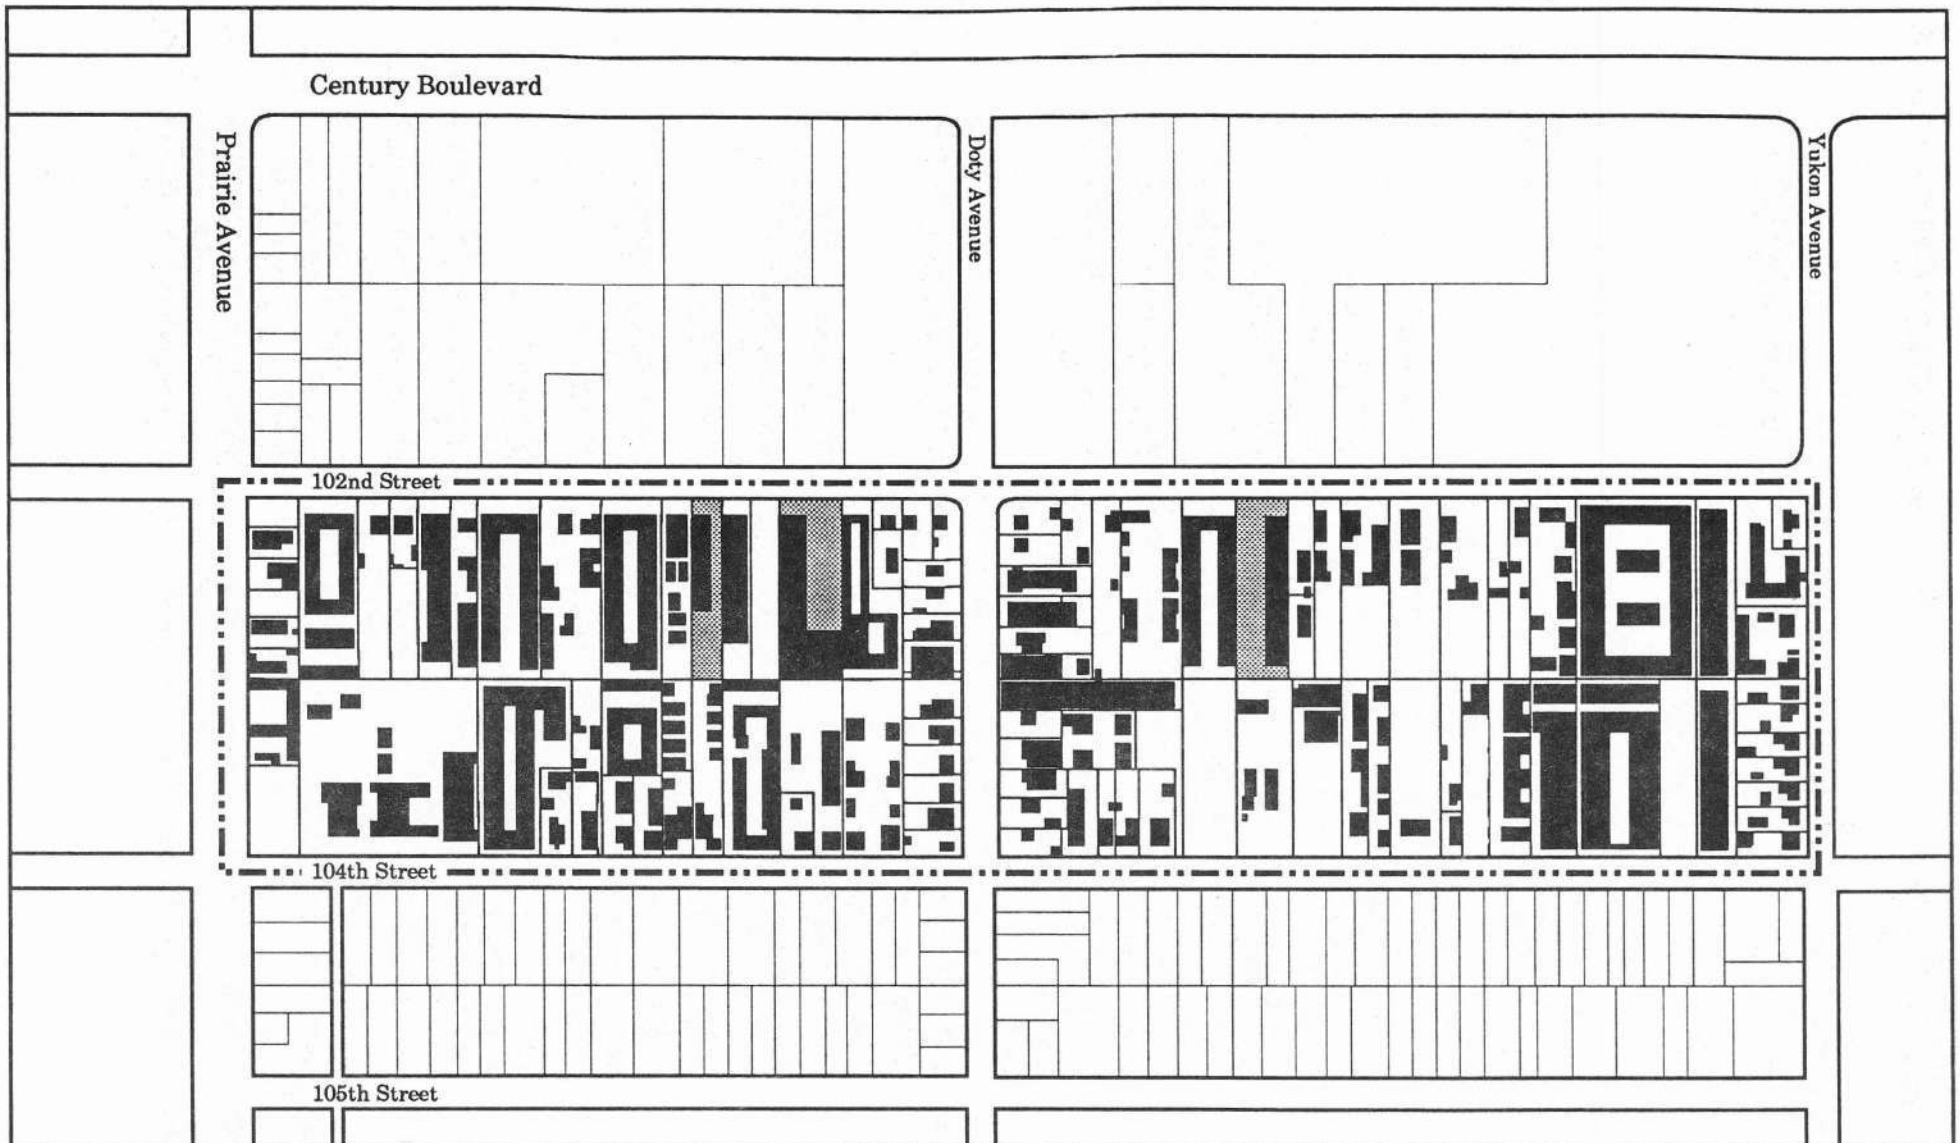 Century Boulevard
Prairie Avenue
Doty Avenue
Yukon Avenue
102nd Street
104th Street
105th Street